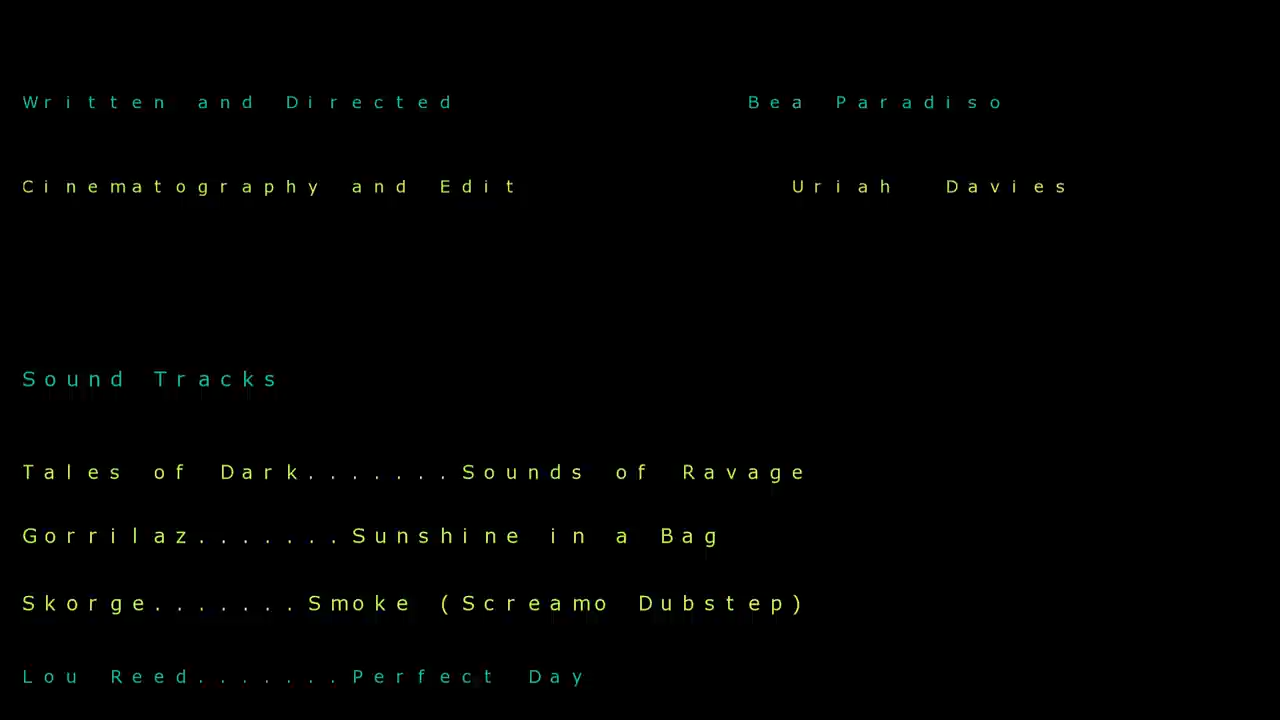 Written and Directed Bea Paradiso
Cinematography and Edit Uriah Davies
Sound Tracks
Tales of Dark.......Sounds of Ravage
Gorrilaz.......Sunshine in a Bag
Skorge.......Smoke (Screamo Dubstep)
Lou Reed.......Perfect Day